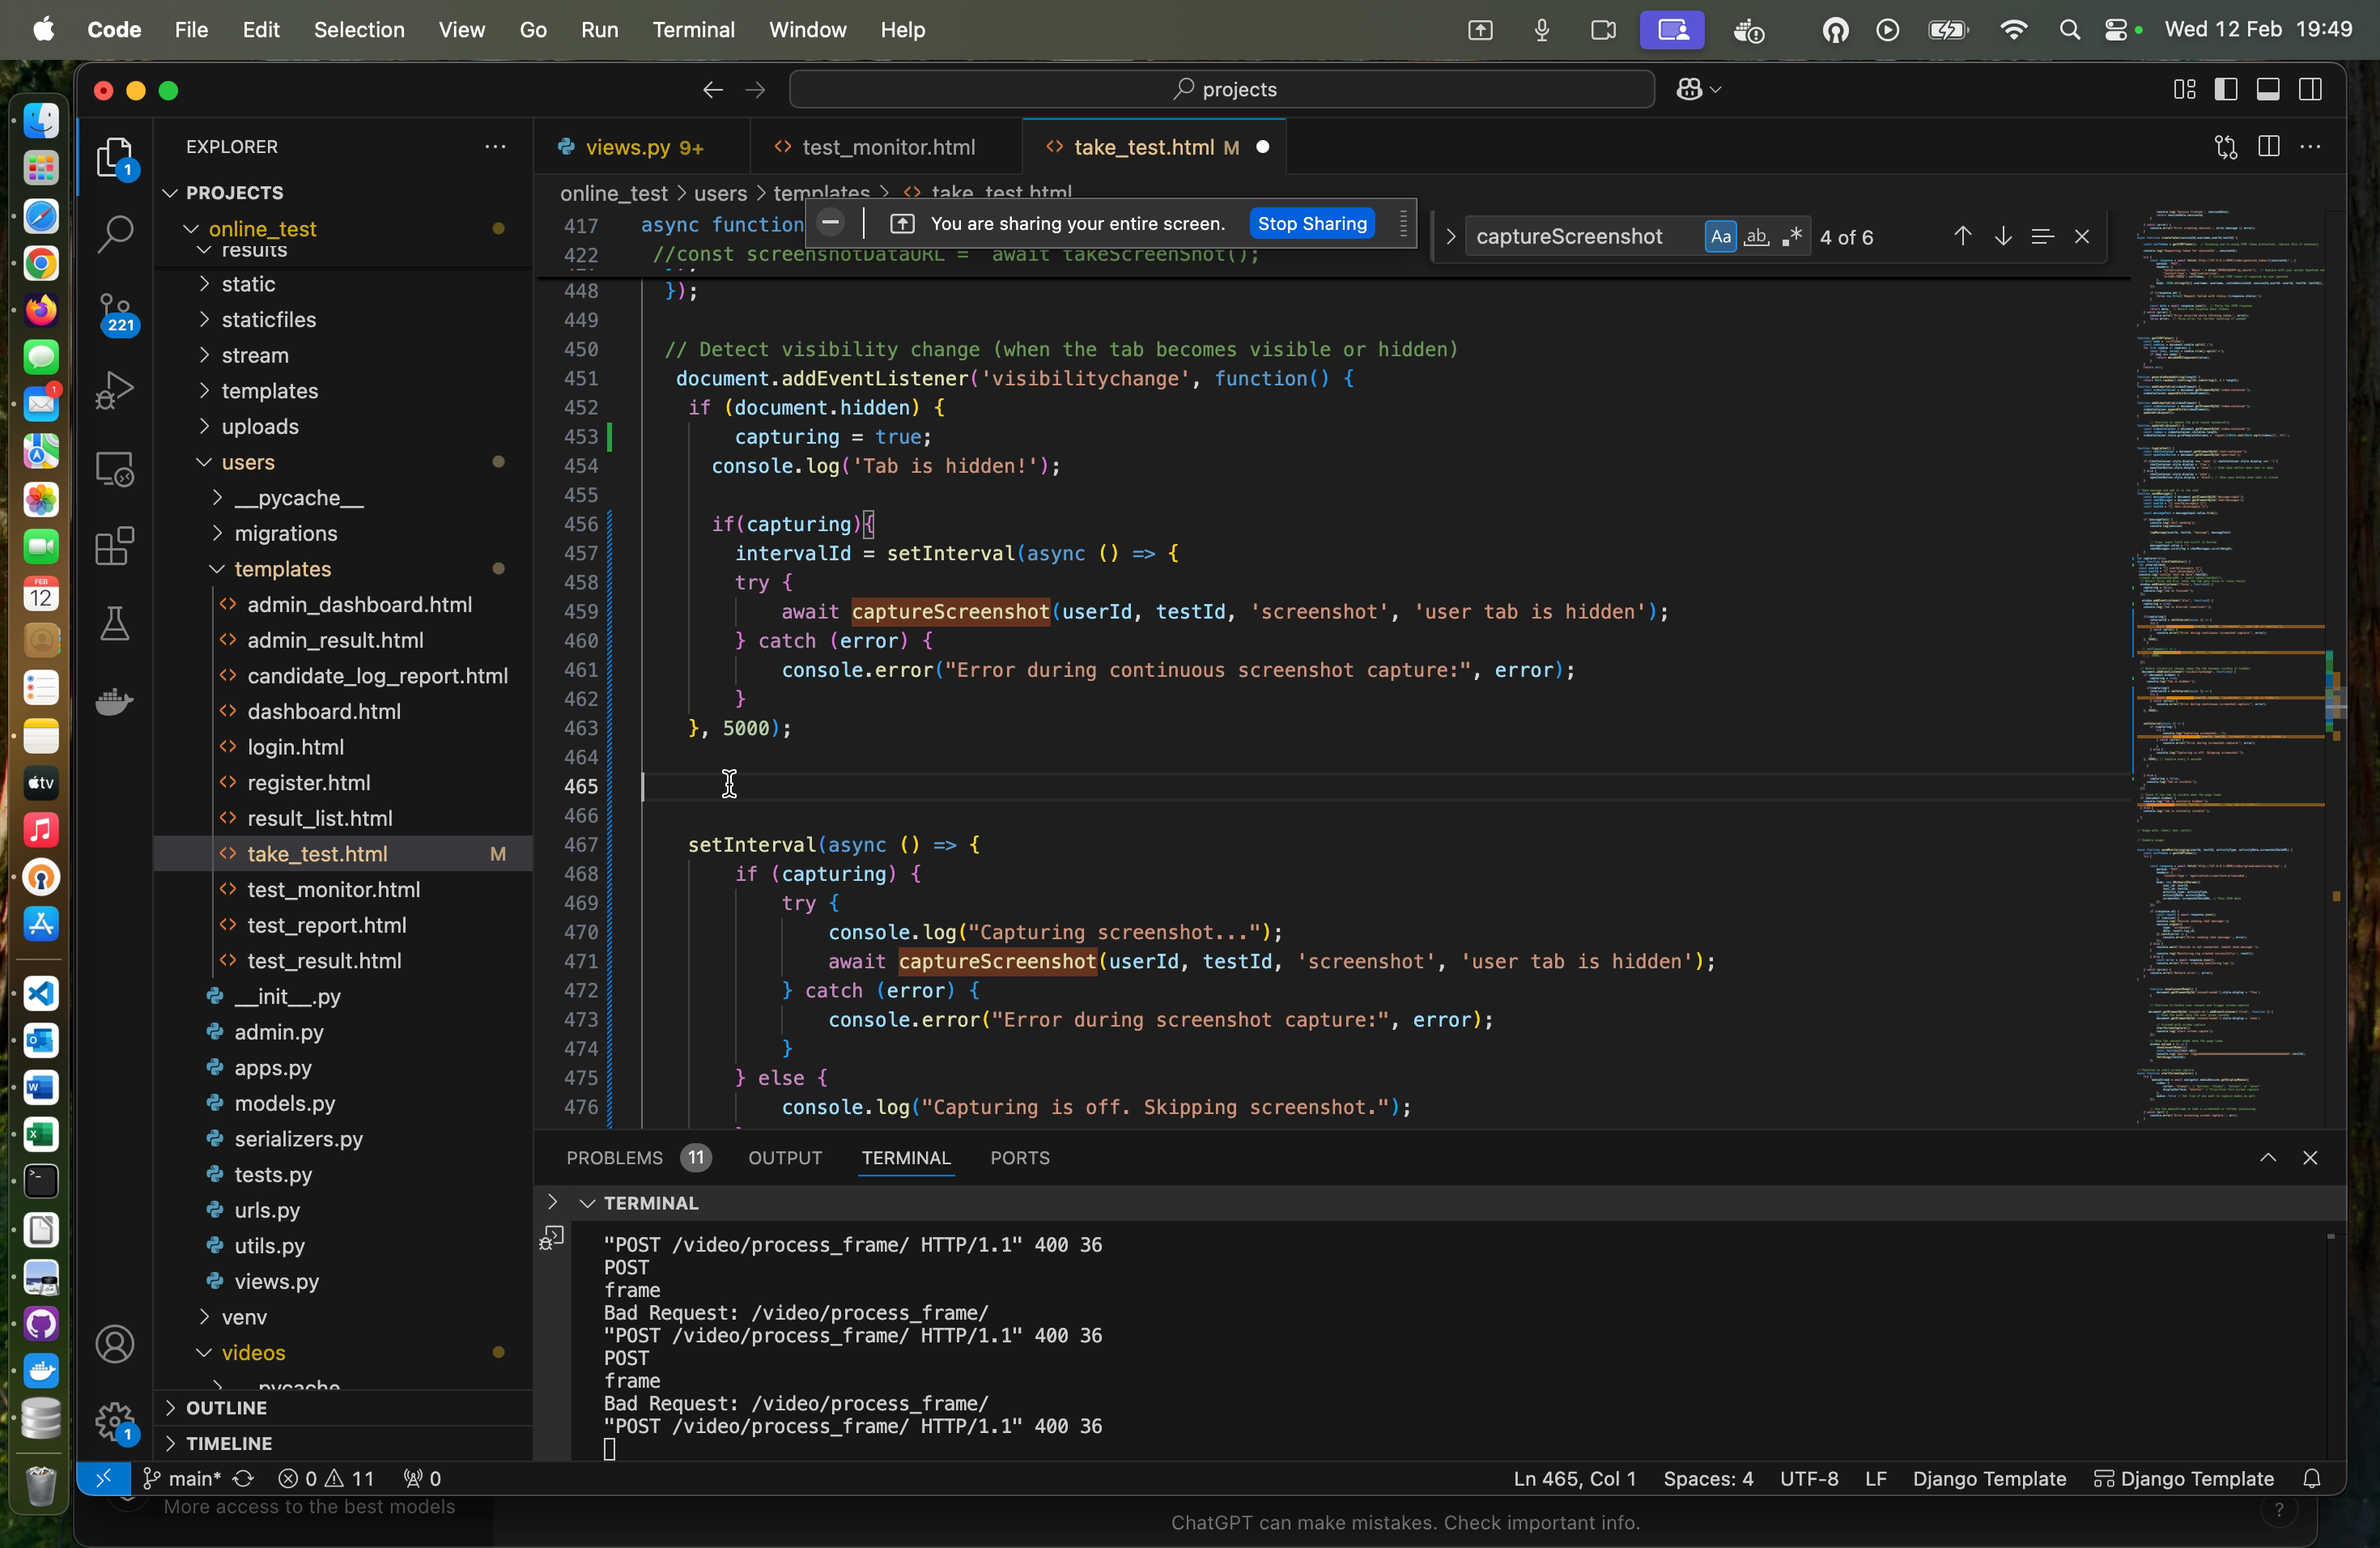 Code File Edit Selection View Go Run Terminal Window Help Wed 12 Feb 19:49
projects
EXPLORER
PROJECTS
online_test
results
static
staticfiles
stream
templates
uploads
users
__pycache__
migrations
templates
admin_dashboard.html
admin_result.html
candidate_log_report.html
dashboard.html
login.html
register.html
result_list.html
take_test.html M
test_monitor.html
test_report.html
test_result.html
__init__.py
admin.py
apps.py
models.py
serializers.py
tests.py
urls.py
utils.py
views.py
venv
videos
__pycache__
OUTLINE
TIMELINE
1
221
1
FEB
12
1
tv
views.py 9+ test_monitor.html take_test.html M
online_test > users > templates > take_test.html
You are sharing your entire screen. Stop Sharing
captureScreenshot Aa ab 4 of 6
417 async function
422 //const screenshotDataURL = await takeScreenShot();
448 });
449
450 // Detect visibility change (when the tab becomes visible or hidden)
451 document.addEventListener('visibilitychange', function() {
452 if (document.hidden) {
453 capturing = true;
454 console.log('Tab is hidden!');
455
456 if(capturing){
457 intervalId = setInterval(async () => {
458 try {
459 await captureScreenshot(userId, testId, 'screenshot', 'user tab is hidden');
460 } catch (error) {
461 console.error("Error during continuous screenshot capture:", error);
462 }
463 }, 5000);
464
465
466
467 setInterval(async () => {
468 if (capturing) {
469 try {
470 console.log("Capturing screenshot...");
471 await captureScreenshot(userId, testId, 'screenshot', 'user tab is hidden');
472 } catch (error) {
473 console.error("Error during screenshot capture:", error);
474 }
475 } else {
476 console.log("Capturing is off. Skipping screenshot.");
PROBLEMS 11 OUTPUT TERMINAL PORTS
TERMINAL
"POST /video/process_frame/ HTTP/1.1" 400 36
POST
frame
Bad Request: /video/process_frame/
"POST /video/process_frame/ HTTP/1.1" 400 36
POST
frame
Bad Request: /video/process_frame/
"POST /video/process_frame/ HTTP/1.1" 400 36
main* 0 11 0 Ln 465, Col 1 Spaces: 4 UTF-8 LF Django Template Django Template
More access to the best models
ChatGPT can make mistakes. Check important info.
?